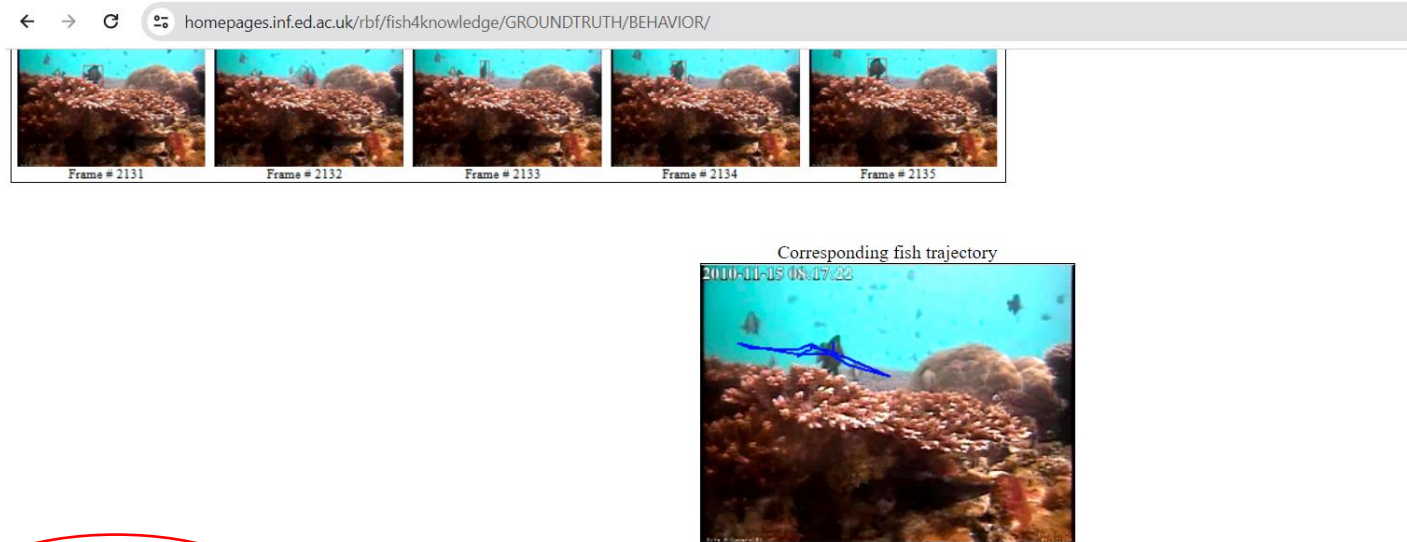 homepages.inf.ed.ac.uk/rbf/fish4knowledge/GROUNDTRUTH/BEHAVIOR/
Frame # 2131 Frame # 2132 Frame # 2133 Frame # 2134 Frame # 2135
Corresponding fish trajectory
2010-11-15 08:17:22